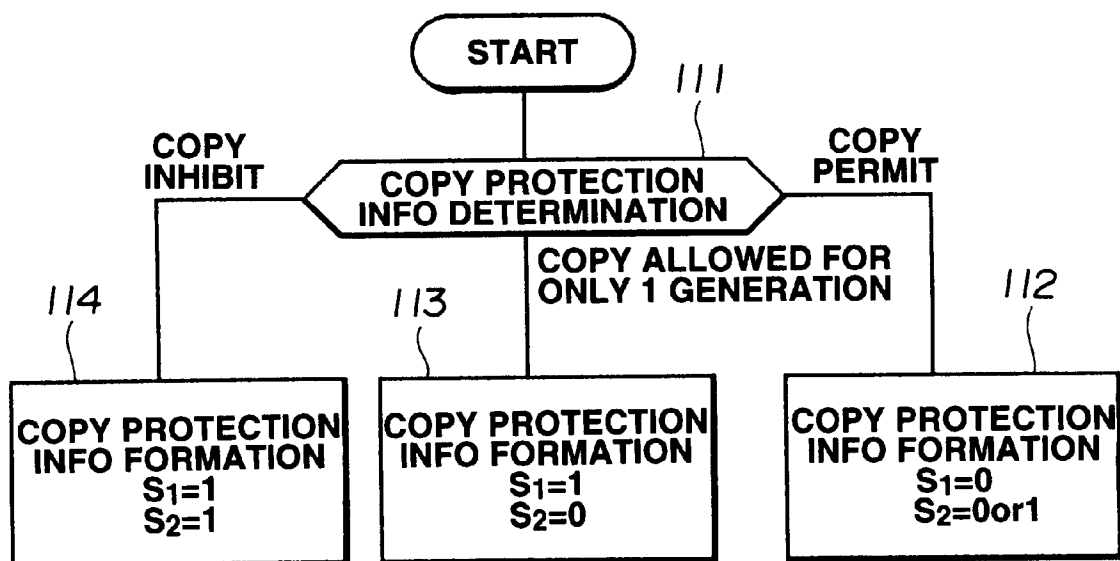 START
111
COPY
INHIBIT
COPY PROTECTION
INFO DETERMINATION
COPY
PERMIT
COPY ALLOWED FOR
ONLY 1 GENERATION
114
113
112
COPY PROTECTION
INFO FORMATION
S1=1
S2=1
COPY PROTECTION
INFO FORMATION
S1=1
S2=0
COPY PROTECTION
INFO FORMATION
S1=0
S2=0or1